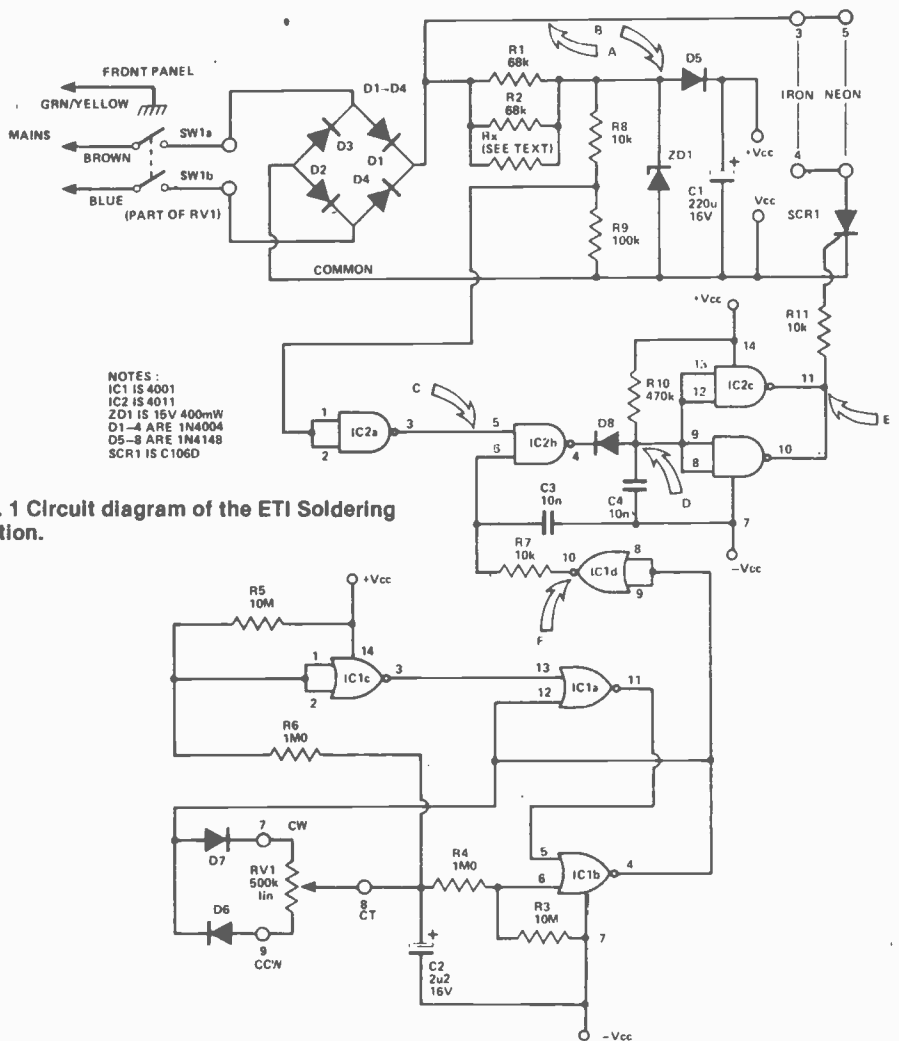 B
A
3
5
R1
68k
D5
FRONT PANEL
D1-D4
R2
68k
IRON
NEON
GRN/YELLOW
Rx
(SEE TEXT)
R8
10k
+Vcc
MAINS
SW1a
D3
D1
BROWN
ZD1
+
4
SW1b
D2
D4
C1
220u
16V
Vcc
SCR1
BLUE
(PART OF RV1)
R9
100k
COMMON
+Vcc
R11
10k
14
NOTES :
IC1 IS 4001
IC2 IS 4011
ZD1 IS 15V 400mW
D1-4 ARE 1N4004
D5-8 ARE 1N4148
SCR1 IS C106D
C
R10
470k
13
12
IC2c
11
1
2
IC2a
3
5
6
IC2b
4
D8
9
8
10
E
C3
10n
C4
10n
D
7
. 1 Circuit diagram of the ETI Soldering
tion.
R7
10k
10
IC1d
8
9
-Vcc
+Vcc
F
R5
10M
14
1
2
IC1c
3
13
12
IC1a
11
R6
1M0
7
CW
D7
RV1
500k
lin
R4
1M0
5
6
IC1b
4
D6
8
CT
R3
10M
9
CCW
+
7
C2
2u2
16V
-Vcc